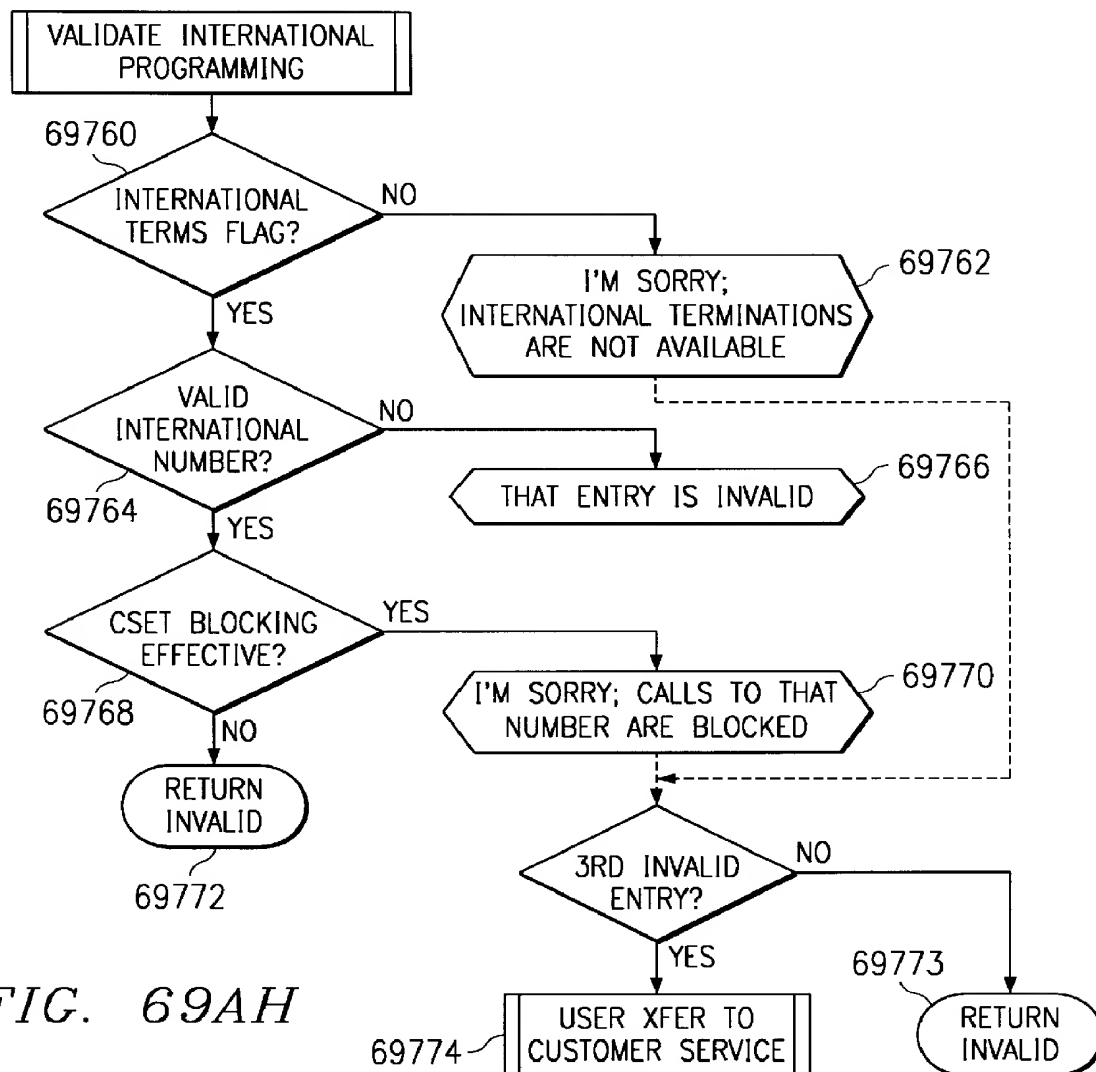 VALIDATE INTERNATIONAL
PROGRAMMING
69760
INTERNATIONAL
TERMS FLAG?
NO
YES
69762
I'M SORRY;
INTERNATIONAL TERMINATIONS
ARE NOT AVAILABLE
VALID
INTERNATIONAL
NUMBER?
NO
69764
YES
69766
THAT ENTRY IS INVALID
CSET BLOCKING
EFFECTIVE?
YES
69768
NO
69770
I'M SORRY; CALLS TO THAT
NUMBER ARE BLOCKED
RETURN
INVALID
69772
3RD INVALID
ENTRY?
NO
YES
69773
RETURN
INVALID
USER XFER TO
CUSTOMER SERVICE
69774
FIG. 69AH